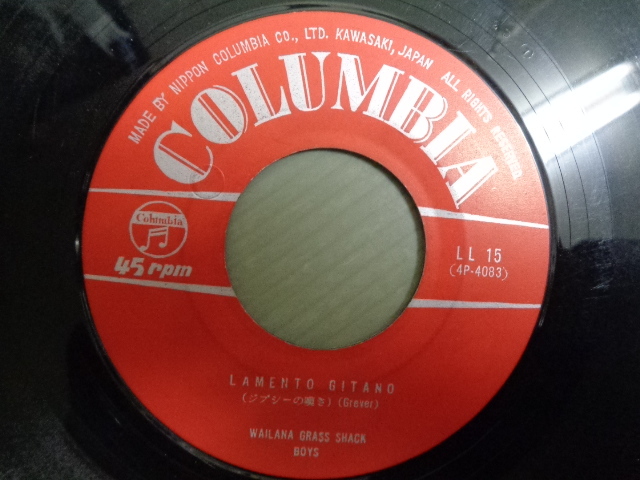 MADE BY NIPPON COLUMBIA CO., LTD. KAWASAKI, JAPAN ALL RIGHTS RESERVED
COLUMBIA
Columbia
45 rpm
LL 15
(4P-4083)
LAMENTO GITANO
(ジプシーの嘆き) (Grever)
WAILANA GRASS SHACK
BOYS